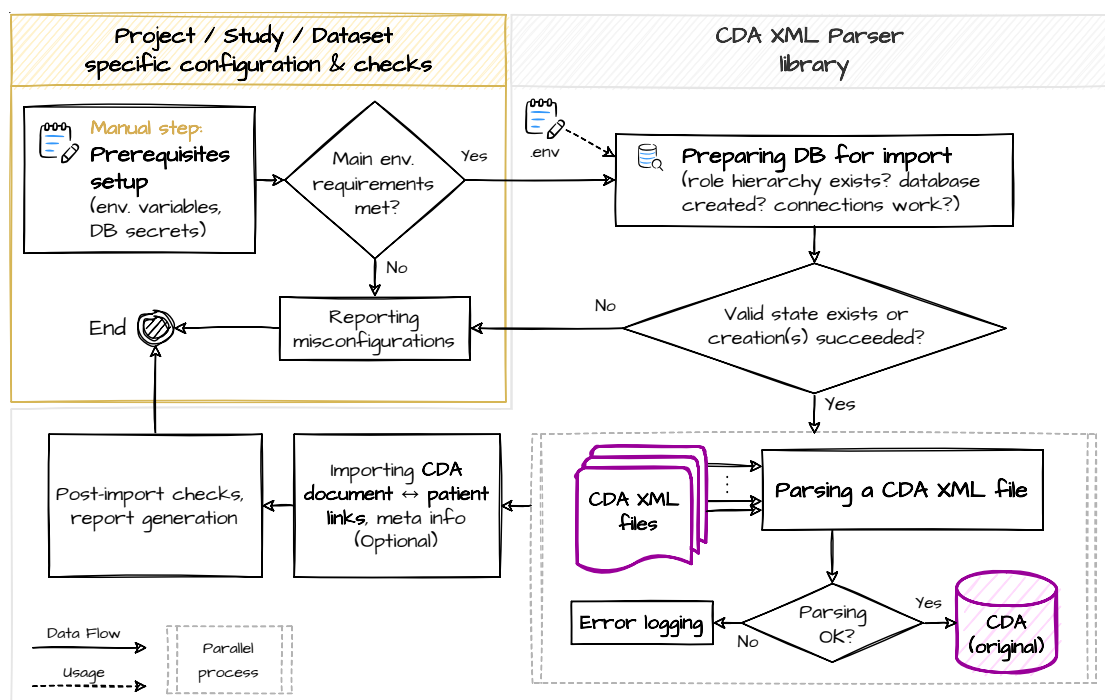 Project / Study / Dataset
specific configuration & checks
CDA XML Parser
library
Manual step:
Prerequisites
setup
(env. variables,
DB secrets)
Main env.
requirements
met?
Yes
No
.env
Preparing DB for import
(role hierarchy exists? database
created? connections work?)
Reporting
misconfigurations
End
No
Valid state exists or
creation(s) succeeded?
Yes
Post-import checks,
report generation
Importing CDA
document ↔ patient
links, meta info
(Optional)
CDA XML
files
⋮
Parsing a CDA XML file
Error logging
No
Parsing
OK?
Yes
CDA
(original)
Data Flow
Usage
Parallel
process